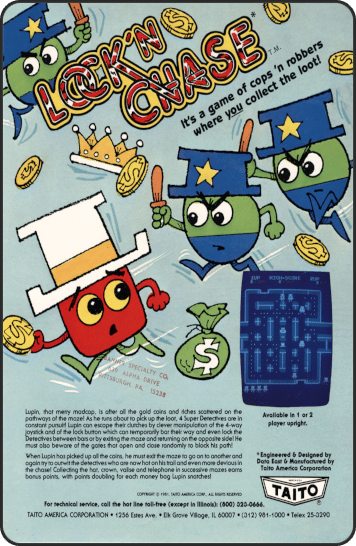 LOCK'N
CHASE*
T.M.
It's a game of cops 'n robbers
where you collect the loot!
$
SPECIALTY CO.
ALPHA DRIVE
PITTSBURGH, PA. 15238
Lupin, that merry madcap, is after all the gold coins and riches scattered on the
pathways of the maze! As he runs about to pick up the loot, 4 Super Detectives are in
constant pursuit! Lupin can escape their clutches by clever manipulation of the 4-way
joystick and of the lock button which can temporarily bar their way and even lock the
Detectives between bars or by exiting the maze and returning on the opposite side! He
must also beware of the gates that open and close randomly to block his path!
When Lupin has picked up all the coins, he must exit the maze to go on to another and
again try to outwit the detectives who are now hot on his trail and even more devious in
the chase! Collecting the hat, crown, valise and telephone in successive mazes earns
bonus points, with points doubling for each money bag Lupin snatches!
Available in 1 or 2
player upright.
*Engineered & Designed by
Data East & Manufactured by
Taito America Corporation
TAITO
COPYRIGHT © 1981, TAITO AMERICA CORP., ALL RIGHTS RESERVED
For technical service, call the hot line toll-free (except in Illinois): (800) 323-0666.
TAITO AMERICA CORPORATION • 1256 Estes Ave. • Elk Grove Village, IL 60007 • (312) 981-1000 • Telex 25-3290